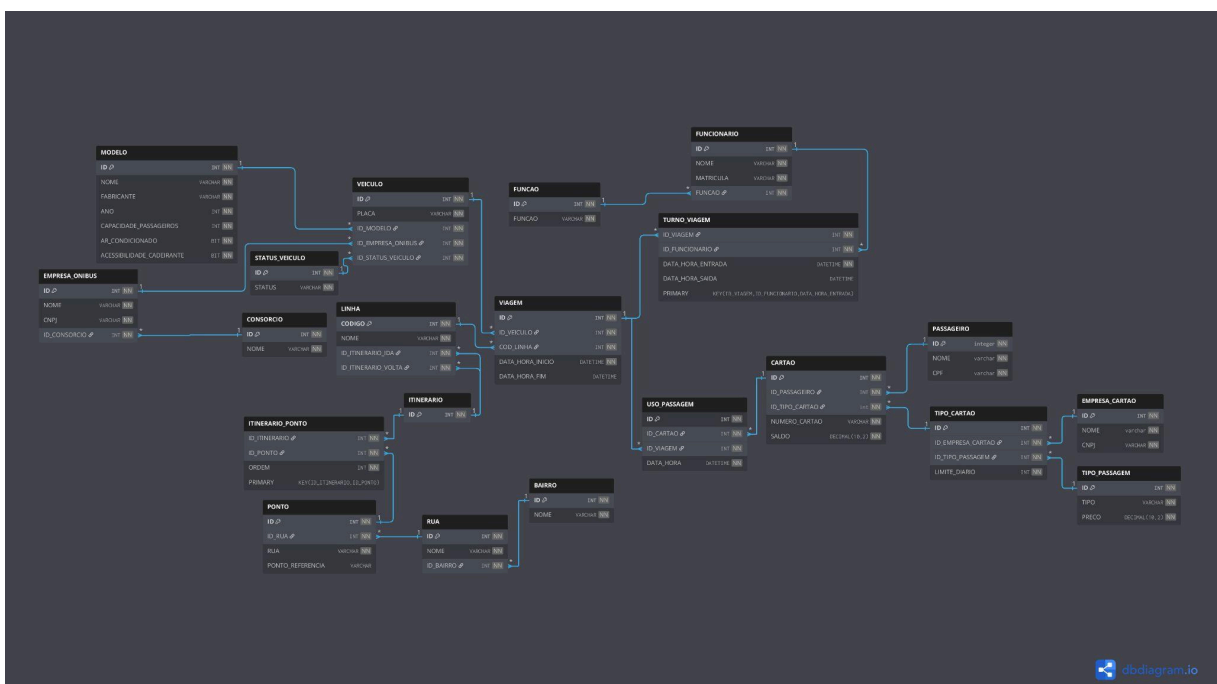 MODELO
ID INT NN
NOME VARCHAR NN
FABRICANTE VARCHAR NN
ANO INT NN
CAPACIDADE_PASSAGEIROS INT NN
AR_CONDICIONADO BIT NN
ACESSIBILIDADE_CADEIRANTE BIT NN
EMPRESA_ONIBUS
ID INT NN
NOME VARCHAR NN
CNPJ VARCHAR NN
ID_CONSORCIO INT NN
STATUS_VEICULO
ID INT NN
STATUS VARCHAR NN
CONSORCIO
ID INT NN
NOME VARCHAR NN
VEICULO
ID INT NN
PLACA VARCHAR NN
ID_MODELO INT NN
ID_EMPRESA_ONIBUS INT NN
ID_STATUS_VEICULO INT NN
LINHA
CODIGO INT NN
NOME VARCHAR NN
ID_ITINERARIO_IDA INT NN
ID_ITINERARIO_VOLTA INT NN
ITINERARIO
ID INT NN
ITINERARIO_PONTO
ID_ITINERARIO INT NN
ID_PONTO INT NN
ORDEM INT NN
PRIMARY KEY(ID_ITINERARIO,ID_PONTO)
PONTO
ID INT NN
ID_RUA INT NN
RUA VARCHAR NN
PONTO_REFERENCIA VARCHAR
RUA
ID INT NN
NOME VARCHAR NN
ID_BAIRRO INT NN
BAIRRO
ID INT NN
NOME VARCHAR NN
FUNCAO
ID INT NN
FUNCAO VARCHAR NN
FUNCIONARIO
ID INT NN
NOME VARCHAR NN
MATRICULA VARCHAR NN
FUNCAO INT NN
TURNO_VIAGEM
ID_VIAGEM INT NN
ID_FUNCIONARIO INT NN
DATA_HORA_ENTRADA DATETIME NN
DATA_HORA_SAIDA DATETIME
PRIMARY KEY(ID_VIAGEM,ID_FUNCIONARIO,DATA_HORA_ENTRADA)
VIAGEM
ID INT NN
ID_VEICULO INT NN
COD_LINHA INT NN
DATA_HORA_INICIO DATETIME NN
DATA_HORA_FIM DATETIME
USO_PASSAGEM
ID INT NN
ID_CARTAO INT NN
ID_VIAGEM INT NN
DATA_HORA DATETIME NN
CARTAO
ID INT NN
ID_PASSAGEIRO INT NN
ID_TIPO_CARTAO int NN
NUMERO_CARTAO VARCHAR NN
SALDO DECIMAL(10,2) NN
PASSAGEIRO
ID integer NN
NOME varchar NN
CPF varchar NN
TIPO_CARTAO
ID INT NN
ID_EMPRESA_CARTAO INT NN
ID_TIPO_PASSAGEM INT NN
LIMITE_DIARIO INT NN
EMPRESA_CARTAO
ID INT NN
NOME varchar NN
CNPJ VARCHAR NN
TIPO_PASSAGEM
ID INT NN
TIPO VARCHAR NN
PRECO DECIMAL(10,2) NN
dbdiagram.io